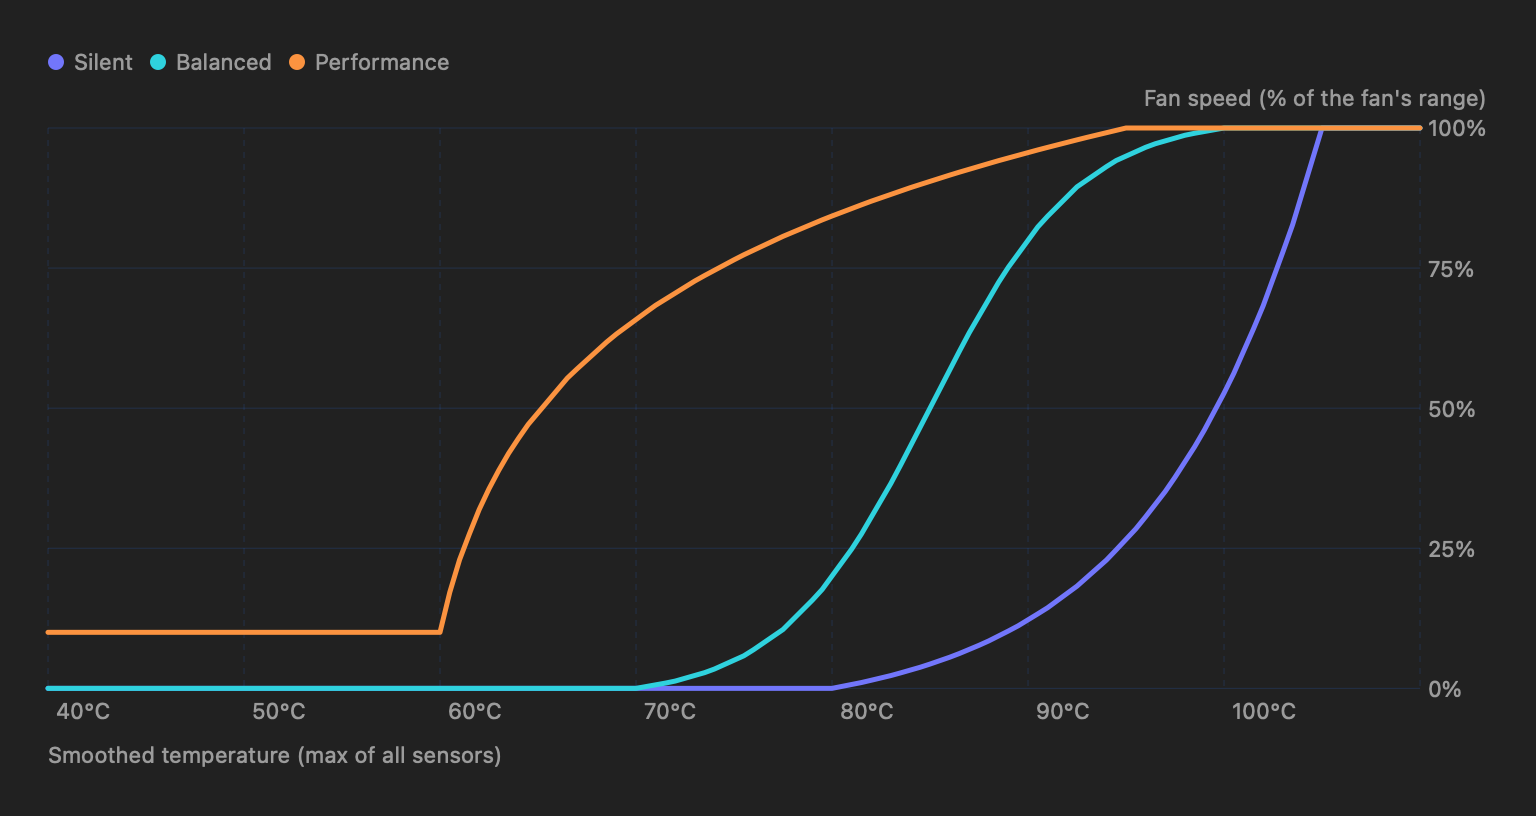 Silent Balanced Performance
Fan speed (% of the fan's range)
100%
75%
50%
25%
0%
40°C 50°C 60°C 70°C 80°C 90°C 100°C
Smoothed temperature (max of all sensors)